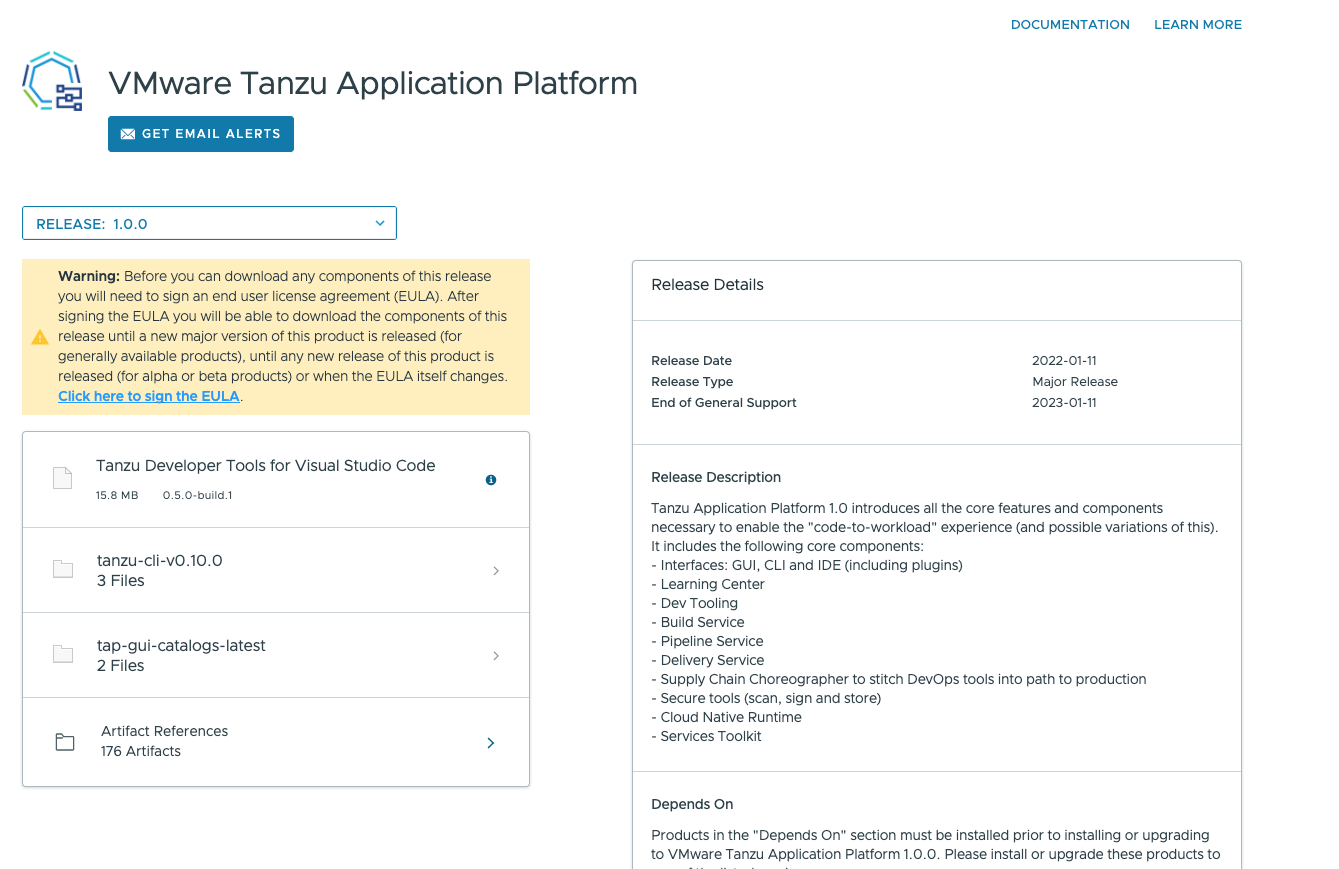 DOCUMENTATION LEARN MORE
VMware Tanzu Application Platform
GET EMAIL ALERTS
RELEASE: 1.0.0
Warning: Before you can download any components of this release
you will need to sign an end user license agreement (EULA). After
signing the EULA you will be able to download the components of this
release until a new major version of this product is released (for
generally available products), until any new release of this product is
released (for alpha or beta products) or when the EULA itself changes.
Click here to sign the EULA.
Tanzu Developer Tools for Visual Studio Code
15.8 MB 0.5.0-build.1
tanzu-cli-v0.10.0
3 Files
tap-gui-catalogs-latest
2 Files
Artifact References
176 Artifacts
Release Details
Release Date 2022-01-11
Release Type Major Release
End of General Support 2023-01-11
Release Description
Tanzu Application Platform 1.0 introduces all the core features and components
necessary to enable the "code-to-workload" experience (and possible variations of this).
It includes the following core components:
- Interfaces: GUI, CLI and IDE (including plugins)
- Learning Center
- Dev Tooling
- Build Service
- Pipeline Service
- Delivery Service
- Supply Chain Choreographer to stitch DevOps tools into path to production
- Secure tools (scan, sign and store)
- Cloud Native Runtime
- Services Toolkit
Depends On
Products in the "Depends On" section must be installed prior to installing or upgrading
to VMware Tanzu Application Platform 1.0.0. Please install or upgrade these products to